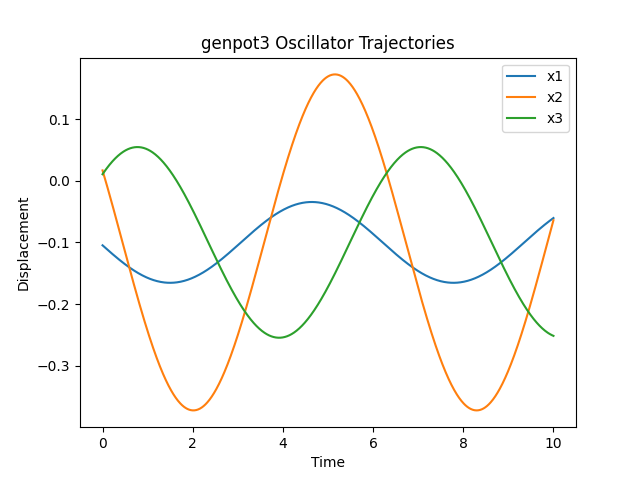 genpot3 Oscillator Trajectories
x1
x2
x3
0.1
0.0
−0.1
−0.2
−0.3
Displacement
0 2 4 6 8 10
Time